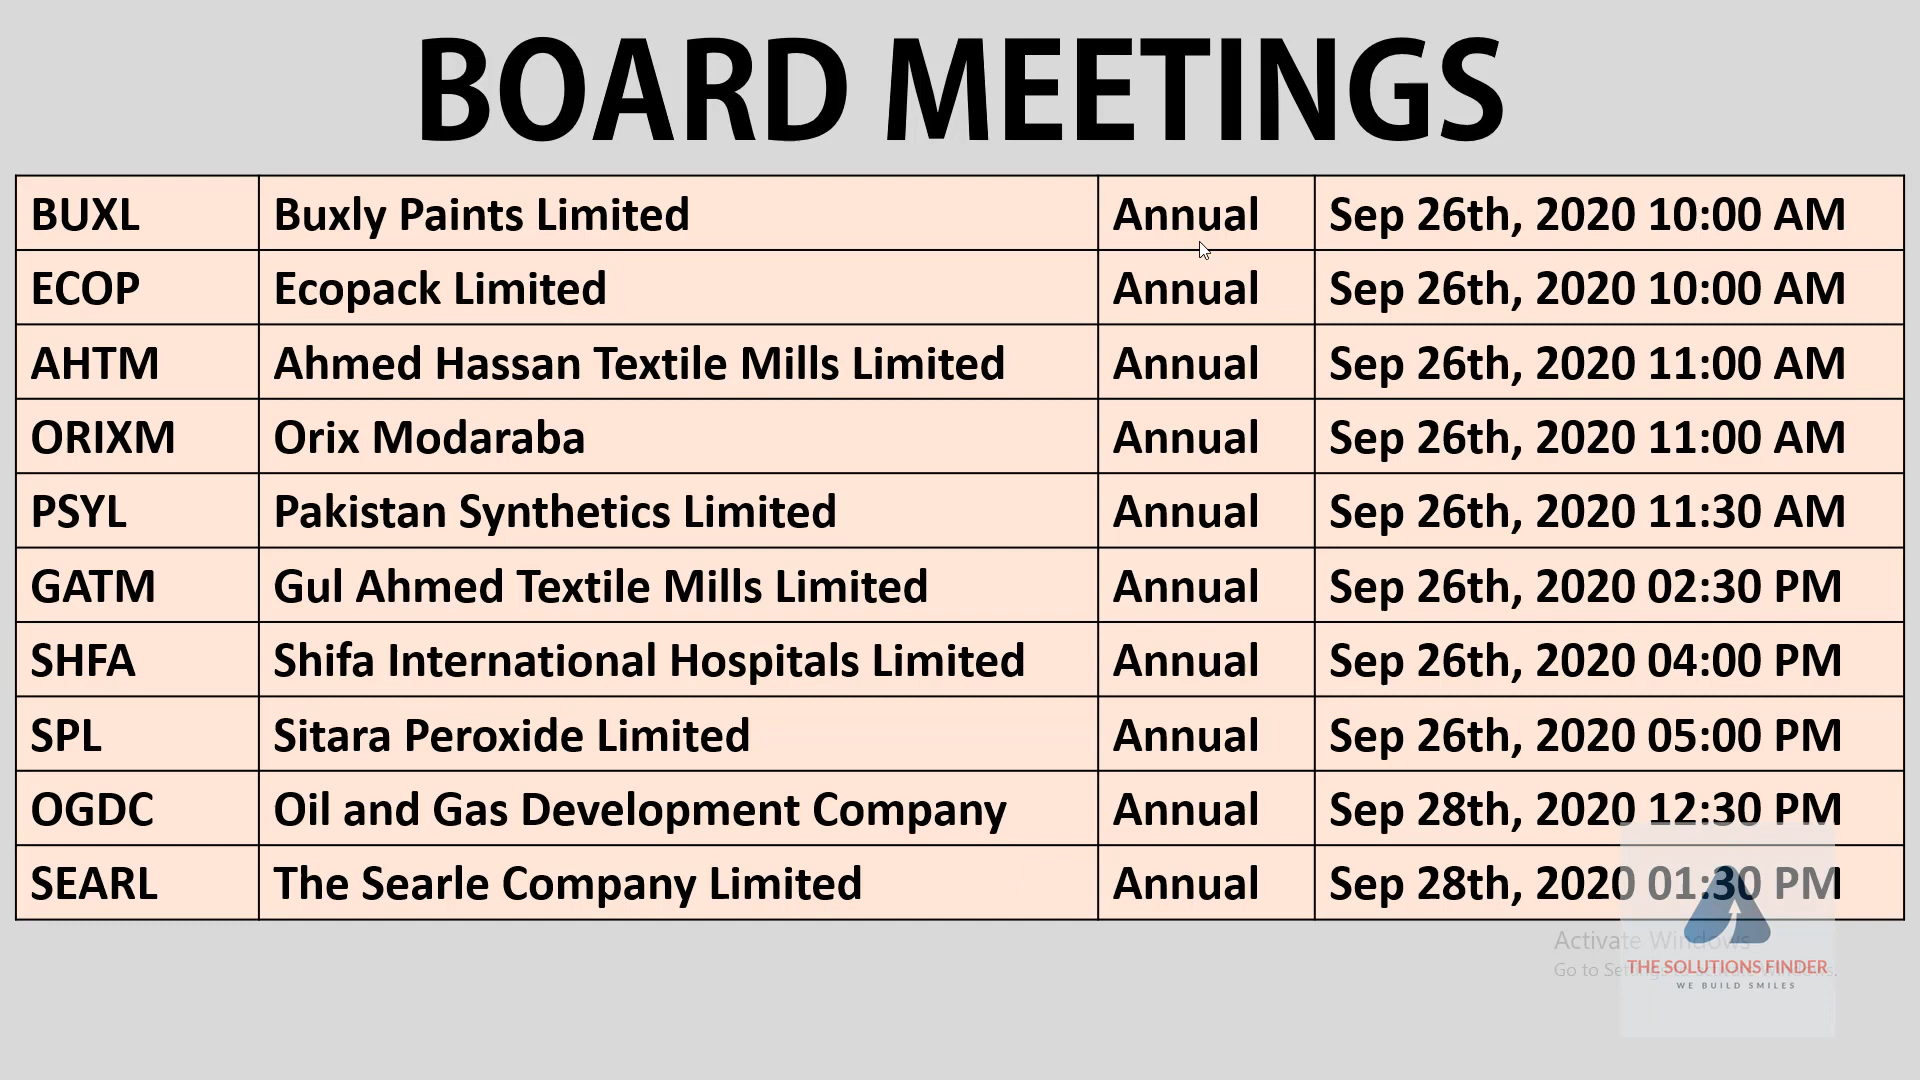 BOARD MEETINGS
BUXL Buxly Paints Limited Annual Sep 26th, 2020 10:00 AM
ECOP Ecopack Limited Annual Sep 26th, 2020 10:00 AM
AHTM Ahmed Hassan Textile Mills Limited Annual Sep 26th, 2020 11:00 AM
ORIXM Orix Modaraba Annual Sep 26th, 2020 11:00 AM
PSYL Pakistan Synthetics Limited Annual Sep 26th, 2020 11:30 AM
GATM Gul Ahmed Textile Mills Limited Annual Sep 26th, 2020 02:30 PM
SHFA Shifa International Hospitals Limited Annual Sep 26th, 2020 04:00 PM
SPL Sitara Peroxide Limited Annual Sep 26th, 2020 05:00 PM
OGDC Oil and Gas Development Company Annual Sep 28th, 2020 12:30 PM
SEARL The Searle Company Limited Annual Sep 28th, 2020 01:30 PM
Activate Windows
Go to
THE SOLUTIONS FINDER
WE BUILD SMILES